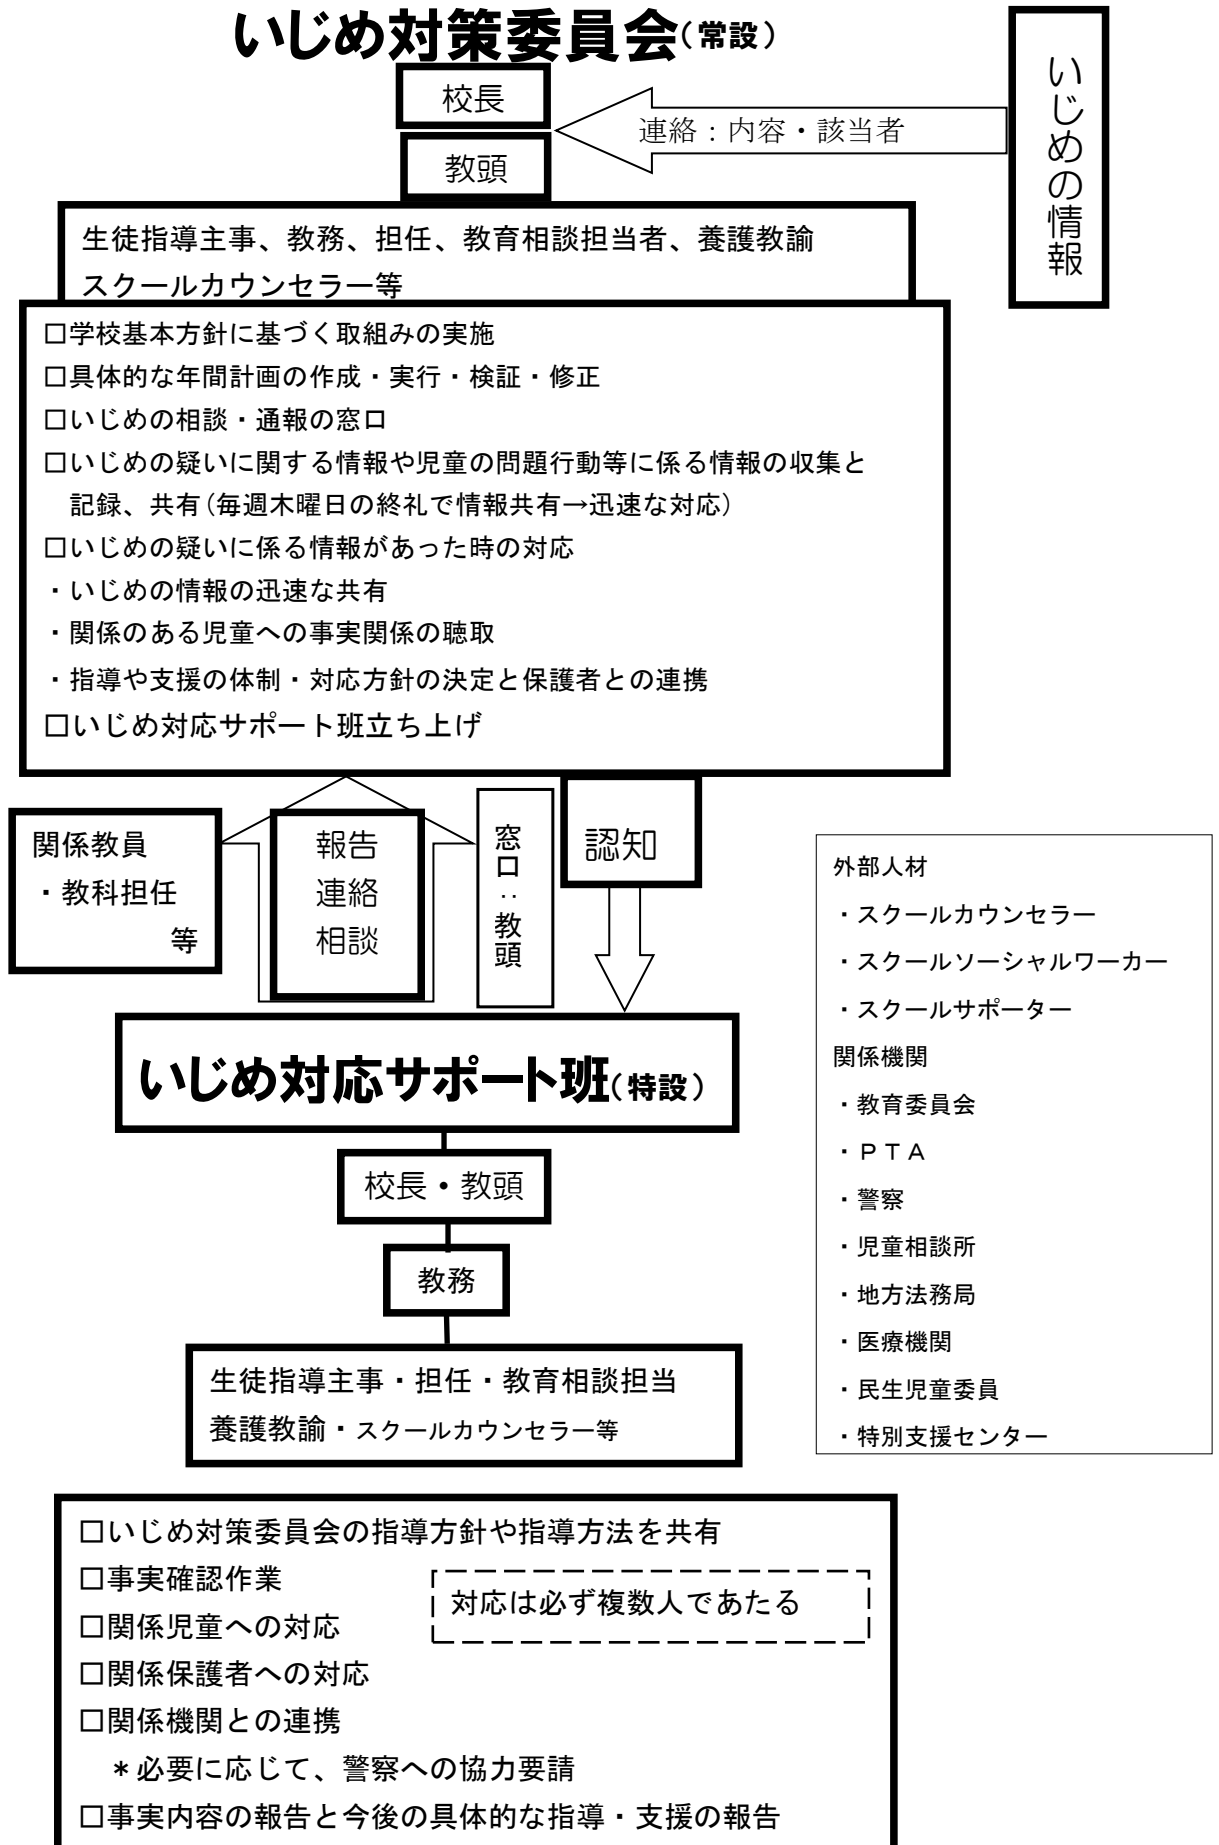 いじめ対策委員会(常設)
校長
連絡:内容・該当者
教頭
いじめの情報
生徒指導主事、教務、担任、教育相談担当者、養護教諭
スクールカウンセラー等
□学校基本方針に基づく取組みの実施
□具体的な年間計画の作成・実行・検証・修正
□いじめの相談・通報の窓口
□いじめの疑いに関する情報や児童の問題行動等に係る情報の収集と
記録、共有(毎週木曜日の終礼で情報共有→迅速な対応)
□いじめの疑いに係る情報があった時の対応
・いじめの情報の迅速な共有
・関係のある児童への事実関係の聴取
・指導や支援の体制・対応方針の決定と保護者との連携
□いじめ対応サポート班立ち上げ
関係教員
・教科担任
等
報告
連絡
相談
窓口:教頭
認知
いじめ対応サポート班(特設)
校長・教頭
教務
生徒指導主事・担任・教育相談担当
養護教諭・スクールカウンセラー等
外部人材
・スクールカウンセラー
・スクールソーシャルワーカー
・スクールサポーター
関係機関
・教育委員会
・PTA
・警察
・児童相談所
・地方法務局
・医療機関
・民生児童委員
・特別支援センター
□いじめ対策委員会の指導方針や指導方法を共有
□事実確認作業
対応は必ず複数人であたる
□関係児童への対応
□関係保護者への対応
□関係機関との連携
*必要に応じて、警察への協力要請
□事実内容の報告と今後の具体的な指導・支援の報告